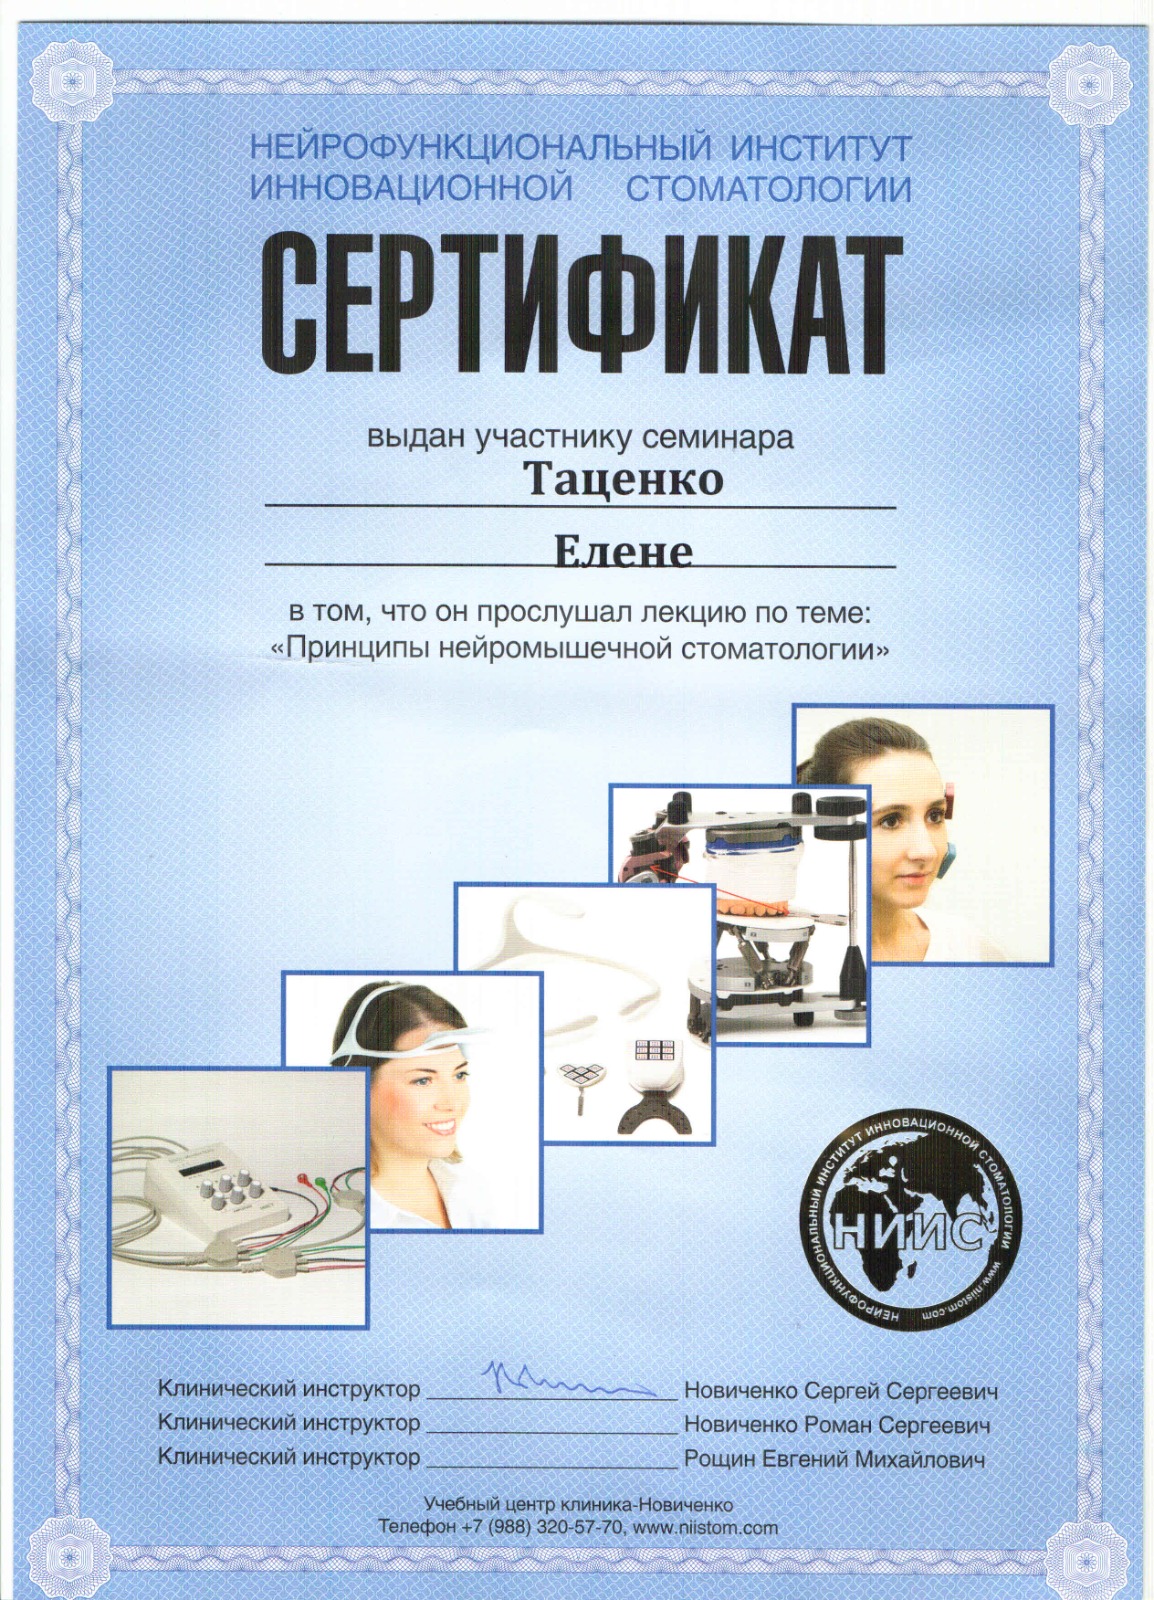 НЕЙРОФУНКЦИОНАЛЬНЫЙ ИНСТИТУТ
ИННОВАЦИОННОЙ СТОМАТОЛОГИИ
СЕРТИФИКАТ
выдан участнику семинара
Таценко
Елене
в том, что он прослушал лекцию по теме:
«Принципы нейромышечной стоматологии»
НЕЙРОФУНКЦИОНАЛЬНЫЙ ИНСТИТУТ ИННОВАЦИОННОЙ СТОМАТОЛОГИИ
www.niistom.com
НИИС
Клинический инструктор Новиченко Сергей Сергеевич
Клинический инструктор Новиченко Роман Сергеевич
Клинический инструктор Рощин Евгений Михайлович
Учебный центр клиника-Новиченко
Телефон +7 (988) 320-57-70, www.niistom.com